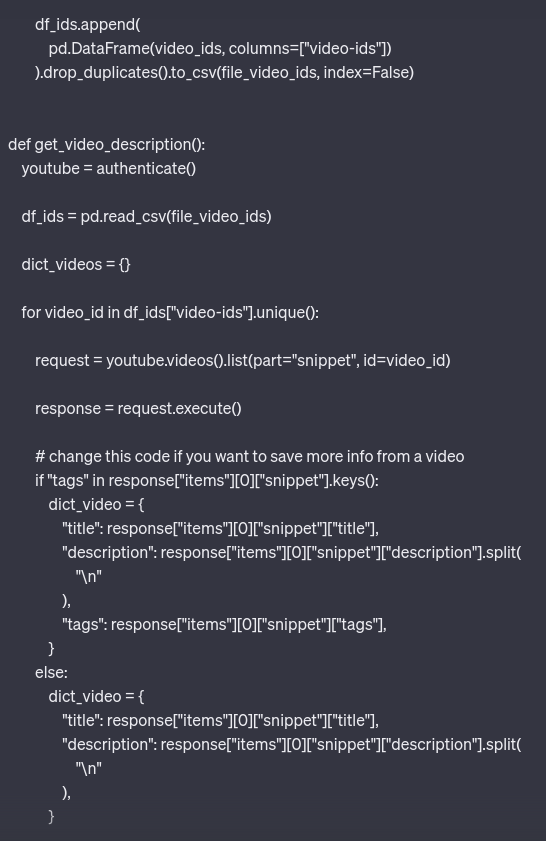 df_ids.append(
pd.DataFrame(video_ids, columns=["video-ids"])
).drop_duplicates().to_csv(file_video_ids, index=False)
def get_video_description():
youtube = authenticate()
df_ids = pd.read_csv(file_video_ids)
dict_videos = {}
for video_id in df_ids["video-ids"].unique():
request = youtube.videos().list(part="snippet", id=video_id)
response = request.execute()
# change this code if you want to save more info from a video
if "tags" in response["items"][0]["snippet"].keys():
dict_video = {
"title": response["items"][0]["snippet"]["title"],
"description": response["items"][0]["snippet"]["description"].split(
"\n"
),
"tags": response["items"][0]["snippet"]["tags"],
}
else:
dict_video = {
"title": response["items"][0]["snippet"]["title"],
"description": response["items"][0]["snippet"]["description"].split(
"\n"
),
}